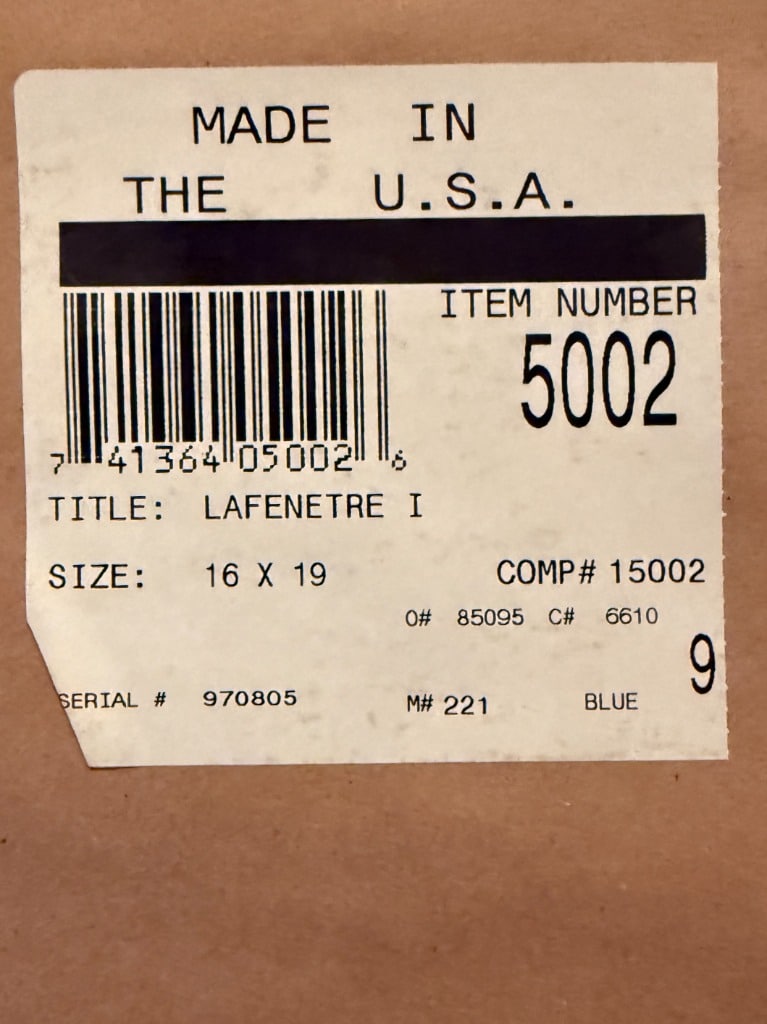 MADE IN
THE U.S.A.
ITEM NUMBER
5002
7 41364 05002 6
TITLE: LAFENETRE I
SIZE: 16 X 19
COMP# 15002
O# 85095 C# 6610
9
SERIAL # 970805 M# 221 BLUE